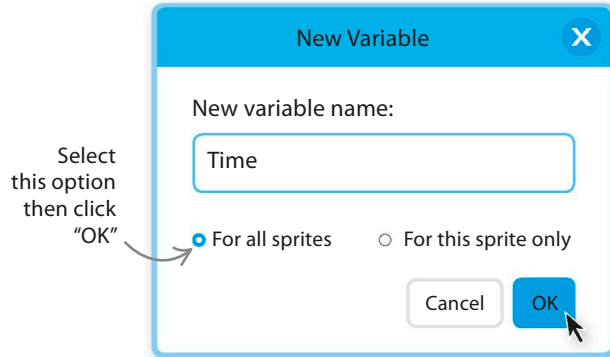 New Variable
X
New variable name:
Time
Select
this option
then click
“OK”
For all sprites
For this sprite only
Cancel
OK